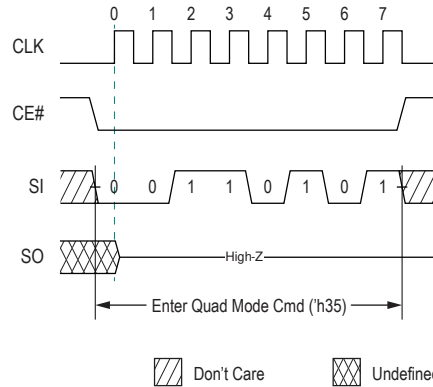 0 1 2 3 4 5 6 7
CLK
CE#
SI 0 0 1 1 0 1 0 1
SO High-Z
Enter Quad Mode Cmd ('h35)
Don't Care Undefined